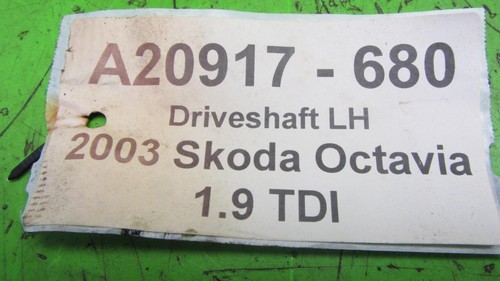 A20917 - 680
Driveshaft LH
2003 Skoda Octavia
1.9 TDI